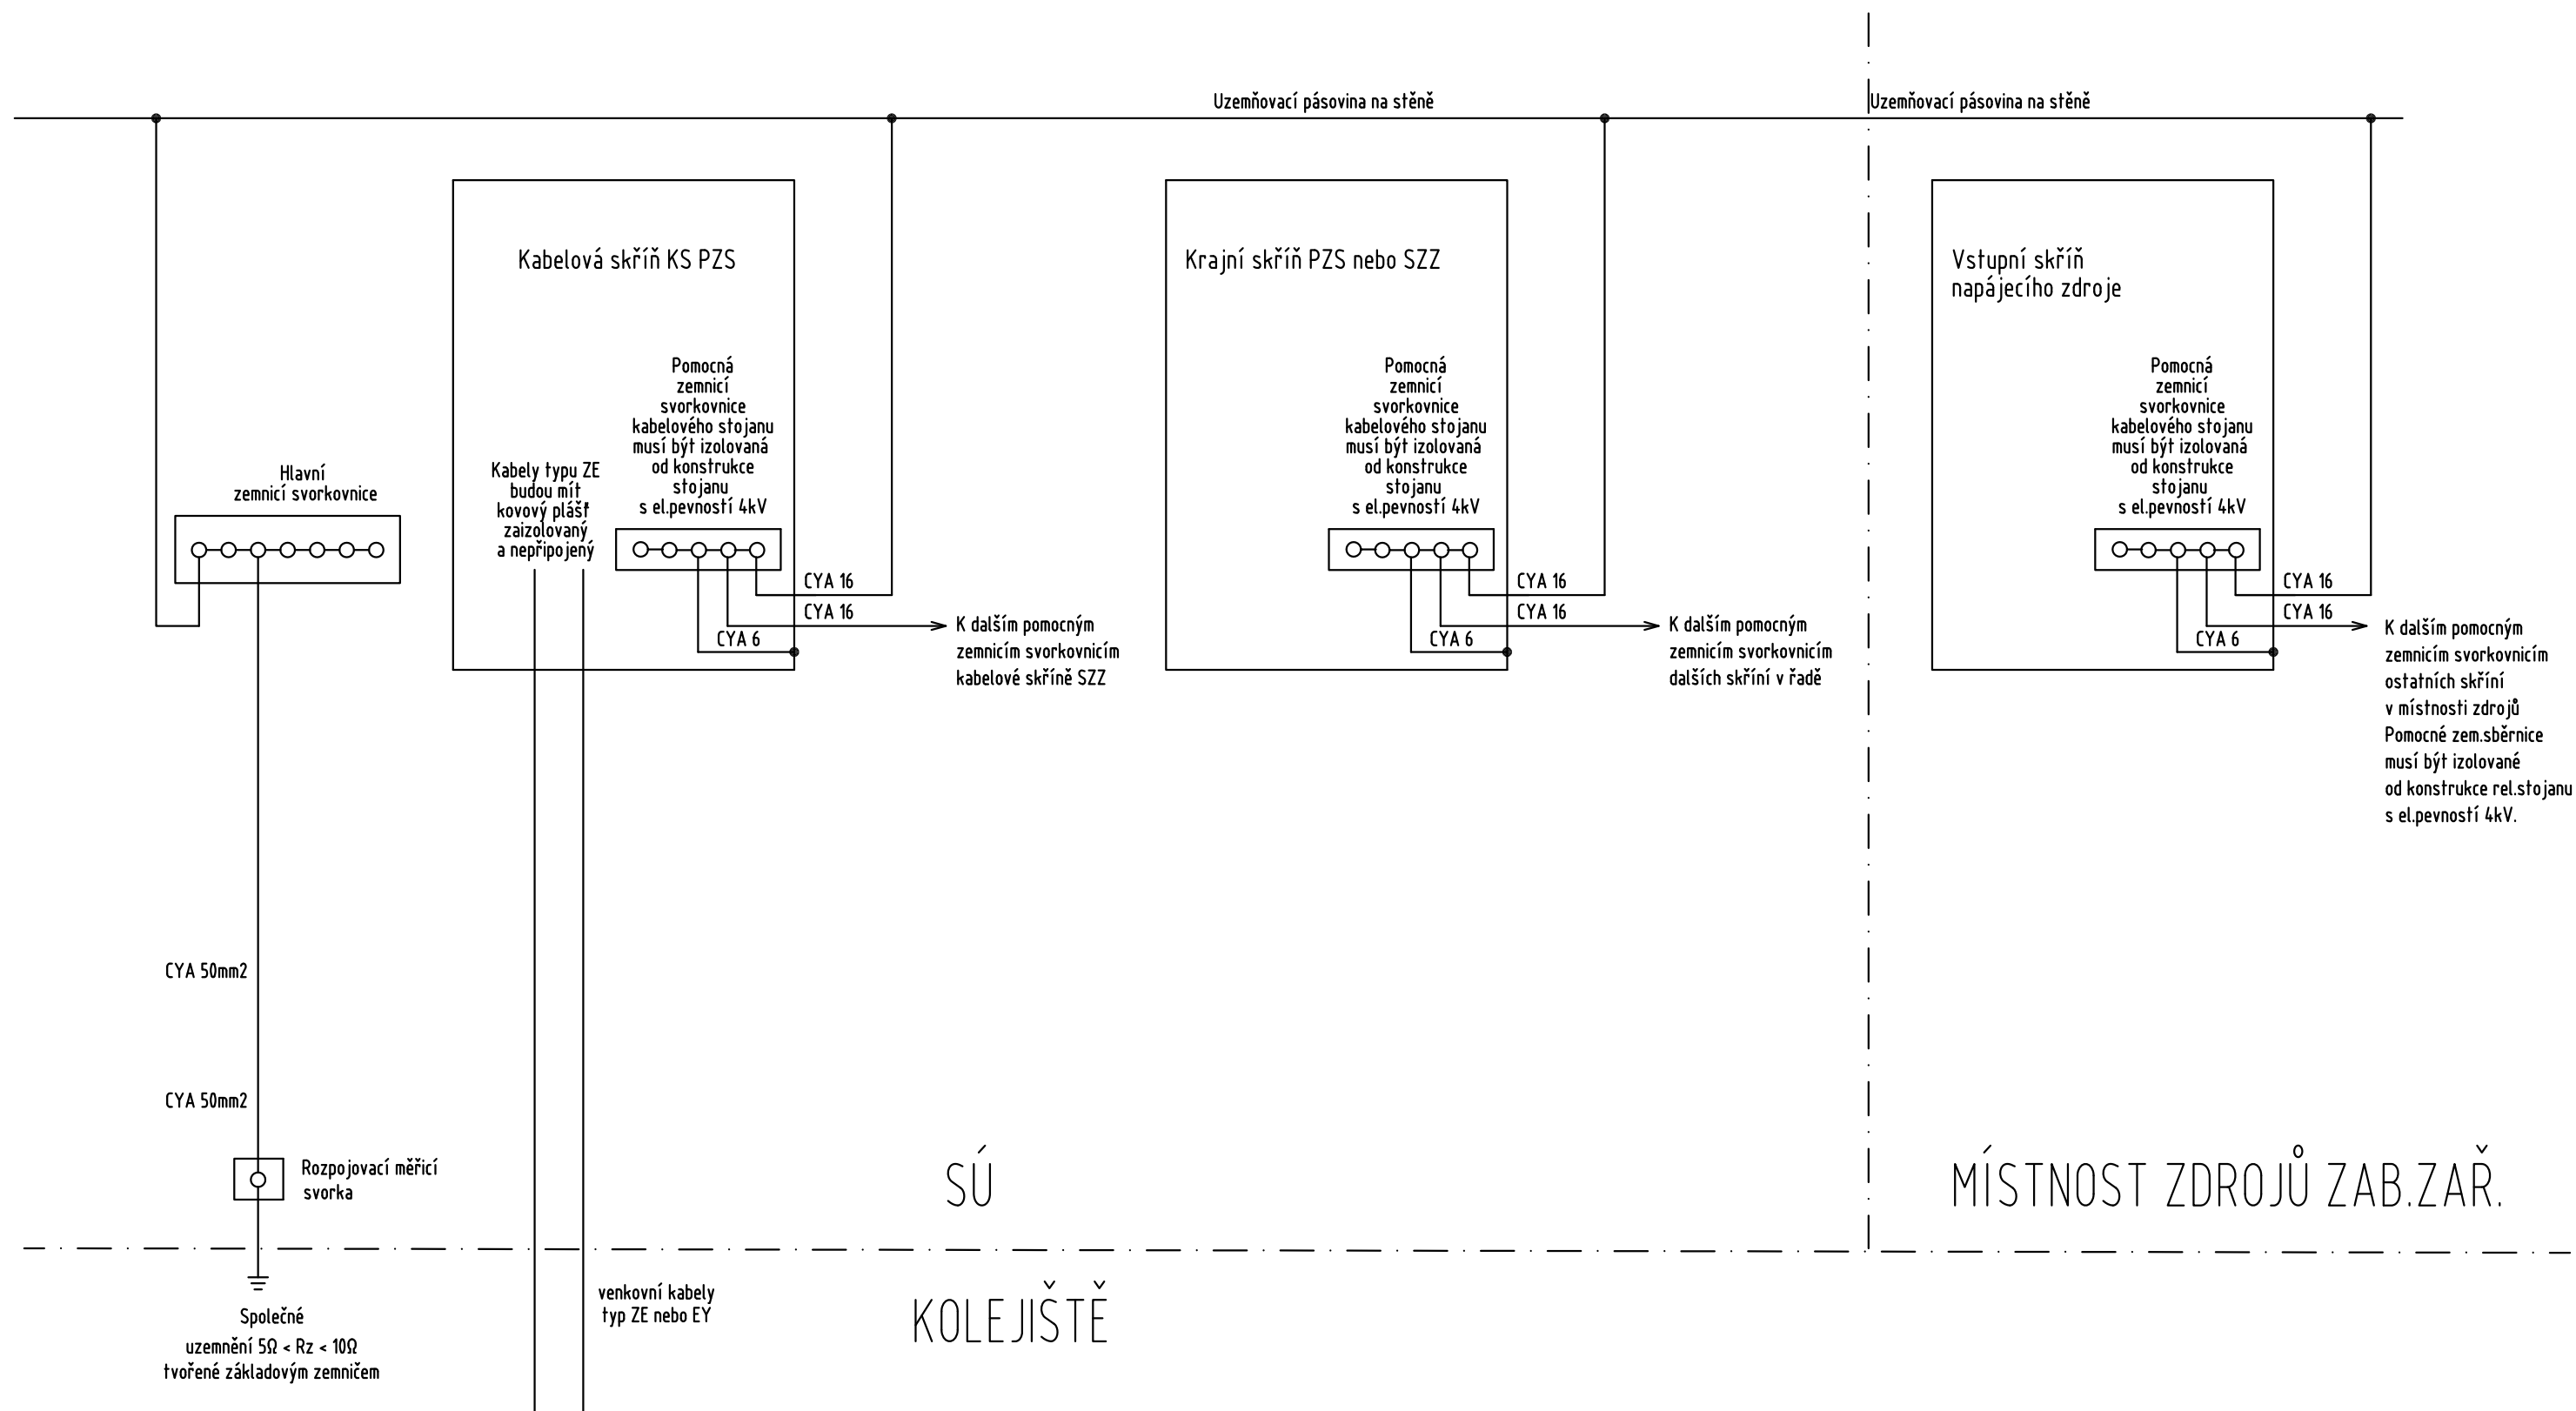 Uzemňovací pásovina na stěně
Uzemňovací pásovina na stěně
Kabelová skříň KS PZS
Krajní skříň PZS nebo SZZ
Vstupní skříň
napájecího zdroje
Hlavní
zemnicí svorkovnice
Kabely typu ZE
budou mít
kovový plášť
zaizolovaný
a nepřipojený
Pomocná
zemnicí
svorkovnice
kabelového stojanu
musí být izolovaná
od konstrukce
stojanu
s el.pevností 4kV
CYA 16
CYA 16
CYA 6
K dalším pomocným
zemnicím svorkovnicím
kabelové skříně SZZ
Pomocná
zemnicí
svorkovnice
kabelového stojanu
musí být izolovaná
od konstrukce
stojanu
s el.pevností 4kV
CYA 16
CYA 16
CYA 6
K dalším pomocným
zemnicím svorkovnicím
dalších skříní v řadě
Pomocná
zemnicí
svorkovnice
kabelového stojanu
musí být izolovaná
od konstrukce
stojanu
s el.pevností 4kV
CYA 16
CYA 16
CYA 6
K dalším pomocným
zemnicím svorkovnicím
ostatních skříní
v místnosti zdrojů
Pomocné zem.sběrnice
musí být izolované
od konstrukce rel.stojanu
s el.pevností 4kV.
CYA 50mm2
CYA 50mm2
Rozpojovací měřicí
svorka
SÚ
MÍSTNOST ZDROJŮ ZAB.ZAŘ.
KOLEJIŠTĚ
venkovní kabely
typ ZE nebo EY
Společné
uzemnění 5Ω < Rz < 10Ω
tvořené základovým zemničem